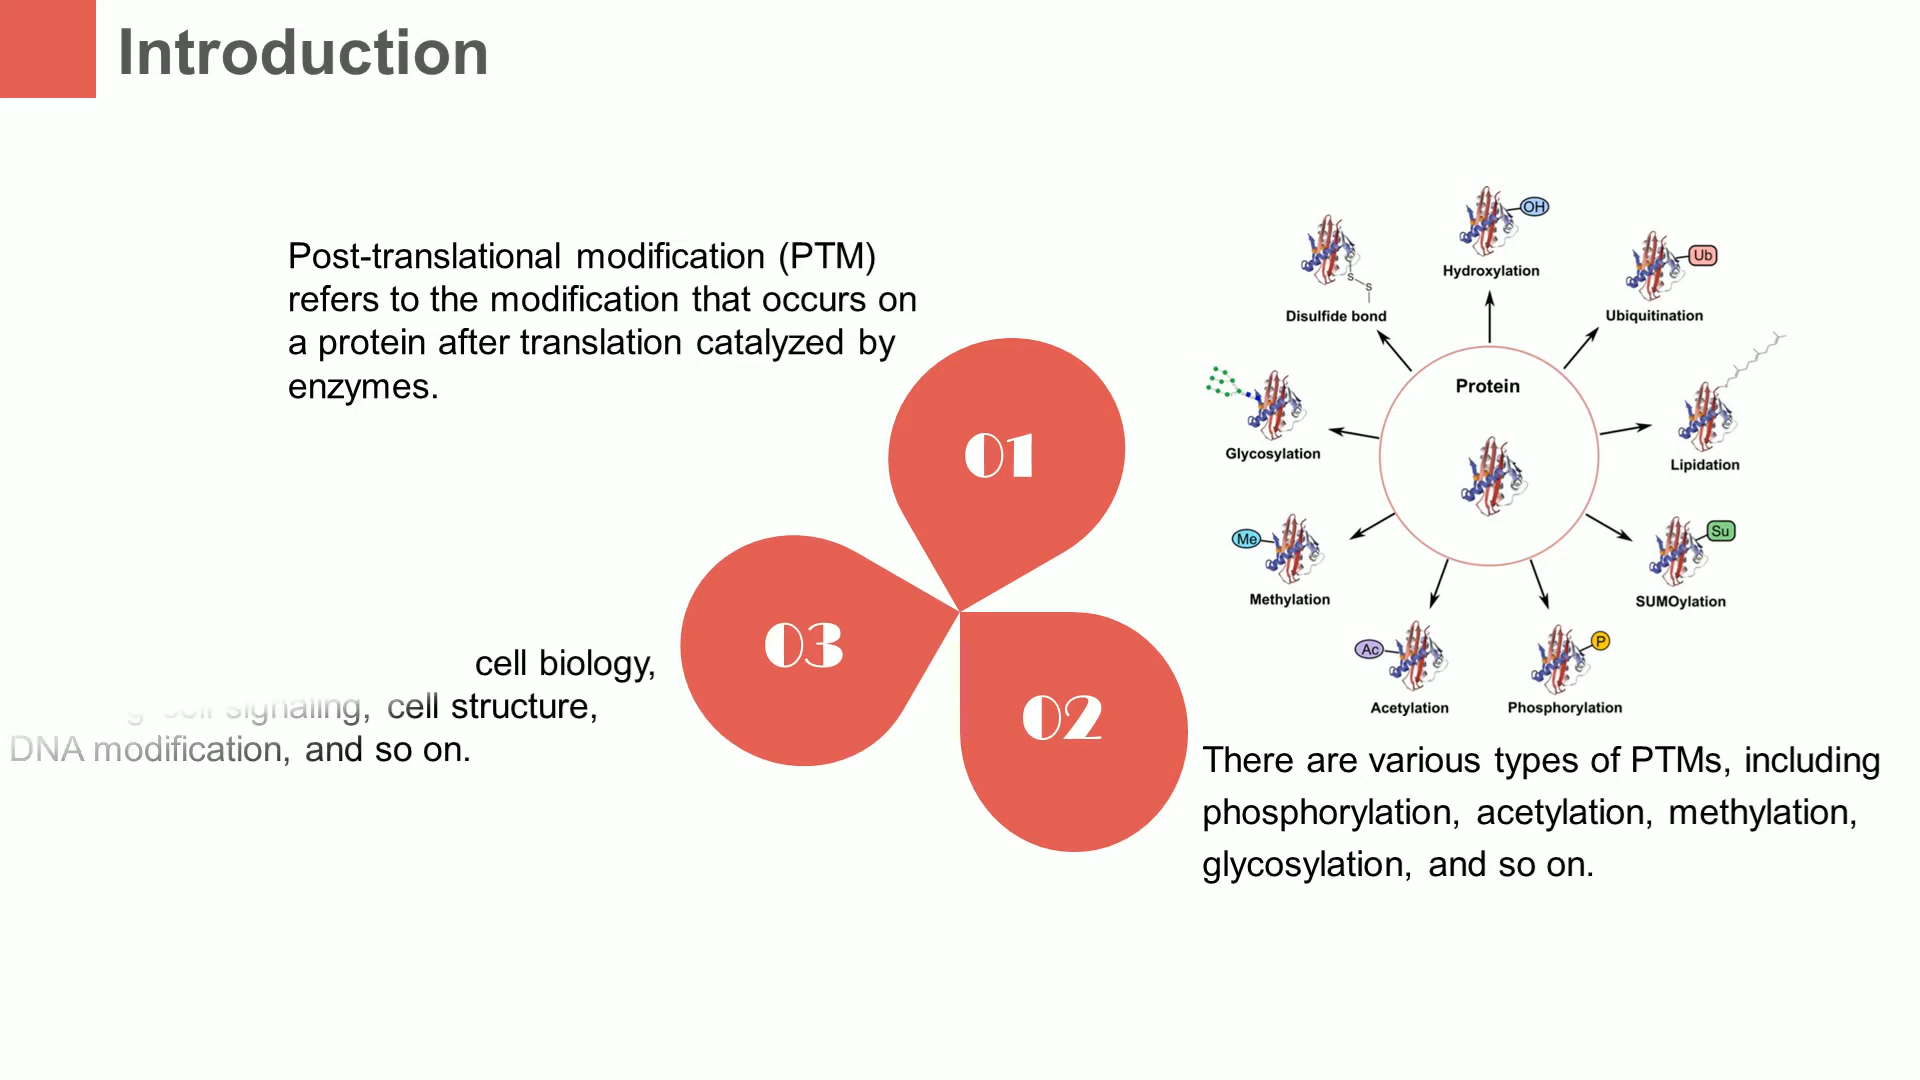 Introduction
Post-translational modification (PTM)
refers to the modification that occurs on
a protein after translation catalyzed by
enzymes.
01
03
02
cell biology,
cell signaling, cell structure,
DNA modification, and so on.
OH
Hydroxylation
S
S
Disulfide bond
Ub
Ubiquitination
Protein
Glycosylation
Lipidation
Me
Methylation
Su
SUMOylation
Ac
Acetylation
P
Phosphorylation
There are various types of PTMs, including
phosphorylation, acetylation, methylation,
glycosylation, and so on.